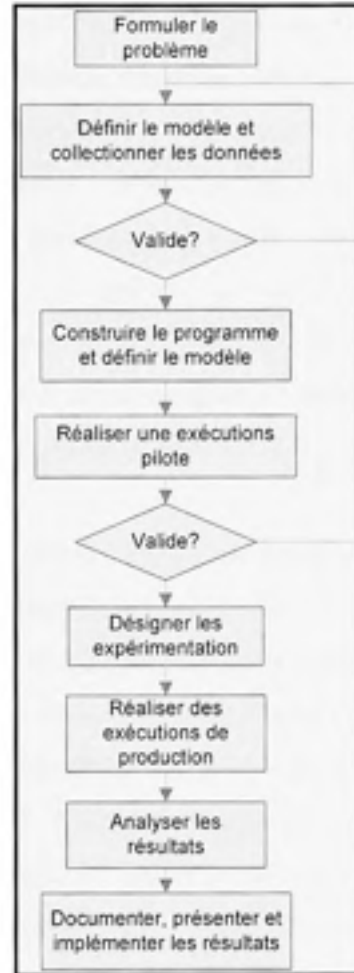 Formuler le
problème
Définir le modèle et
collectionner les données
Valide?
Construire le programme
et définir le modèle
Réaliser une exécutions
pilote
Valide?
Désigner les
expérimentation
Réaliser des
exécutions de
production
Analyser les
résultats
Documenter, présenter et
implémenter les résultats